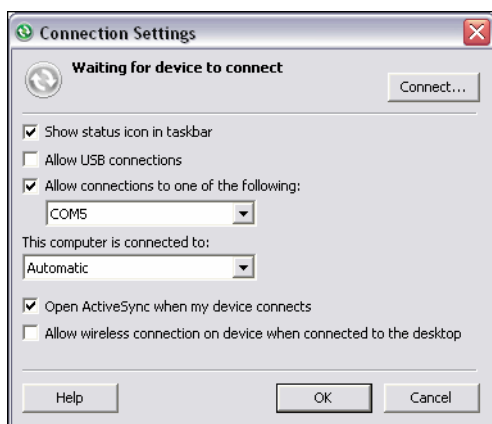 Connection Settings
Waiting for device to connect
Connect...
Show status icon in taskbar
Allow USB connections
Allow connections to one of the following:
COM5
This computer is connected to:
Automatic
Open ActiveSync when my device connects
Allow wireless connection on device when connected to the desktop
Help
OK
Cancel